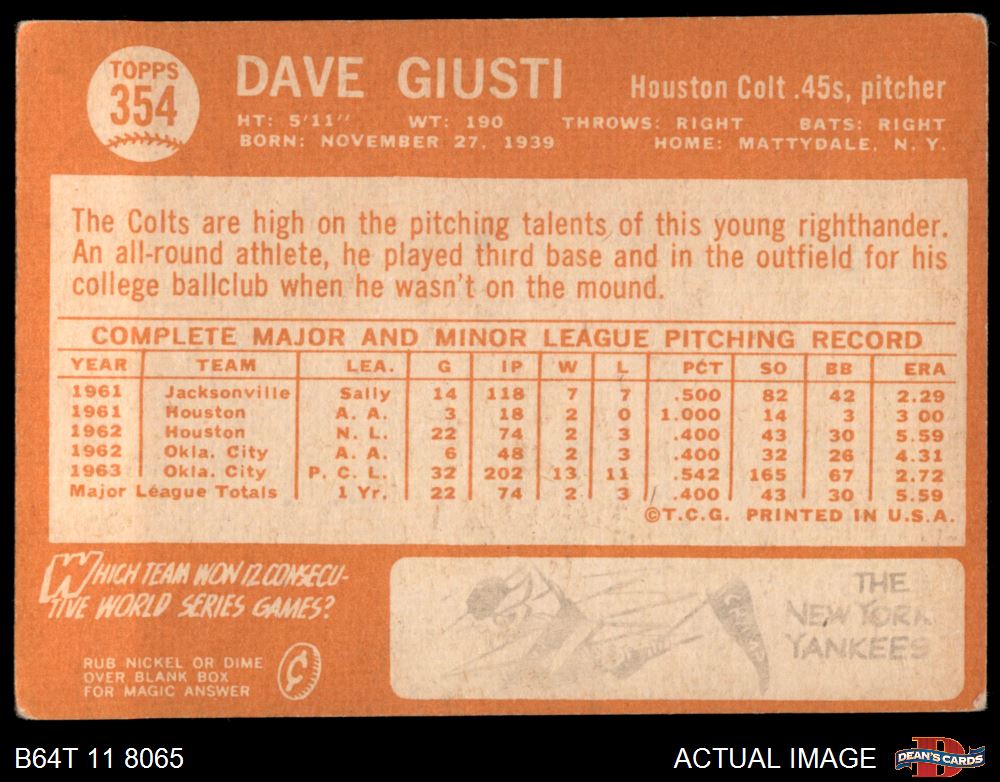 TOPPS
354
DAVE GIUSTI
Houston Colt .45s, pitcher
HT: 5'11" WT: 190 THROWS: RIGHT BATS: RIGHT
BORN: NOVEMBER 27, 1939 HOME: MATTYDALE, N. Y.
The Colts are high on the pitching talents of this young righthander.
An all-round athlete, he played third base and in the outfield for his
college ballclub when he wasn't on the mound.
COMPLETE MAJOR AND MINOR LEAGUE PITCHING RECORD
YEAR TEAM LEA. G IP W L PCT SO BB ERA
1961 Jacksonville Sally 14 118 7 7 .500 82 42 2.29
1961 Houston A. A. 3 18 2 0 1.000 14 3 3 00
1962 Houston N. L. 22 74 2 3 .400 43 30 5.59
1962 Okla. City A. A. 6 48 2 3 .400 32 26 4.31
1963 Okla. City P. C. L. 32 202 13 11 .542 165 67 2.72
Major League Totals 1 Yr. 22 74 2 3 .400 43 30 5.59
©T.C.G. PRINTED IN U.S.A.
WHICH TEAM WON 12 CONSECU-
TIVE WORLD SERIES GAMES?
RUB NICKEL OR DIME
OVER BLANK BOX
FOR MAGIC ANSWER
THE
NEW YORK
YANKEES
B64T 11 8065
ACTUAL IMAGE
D
DEAN'S CARDS